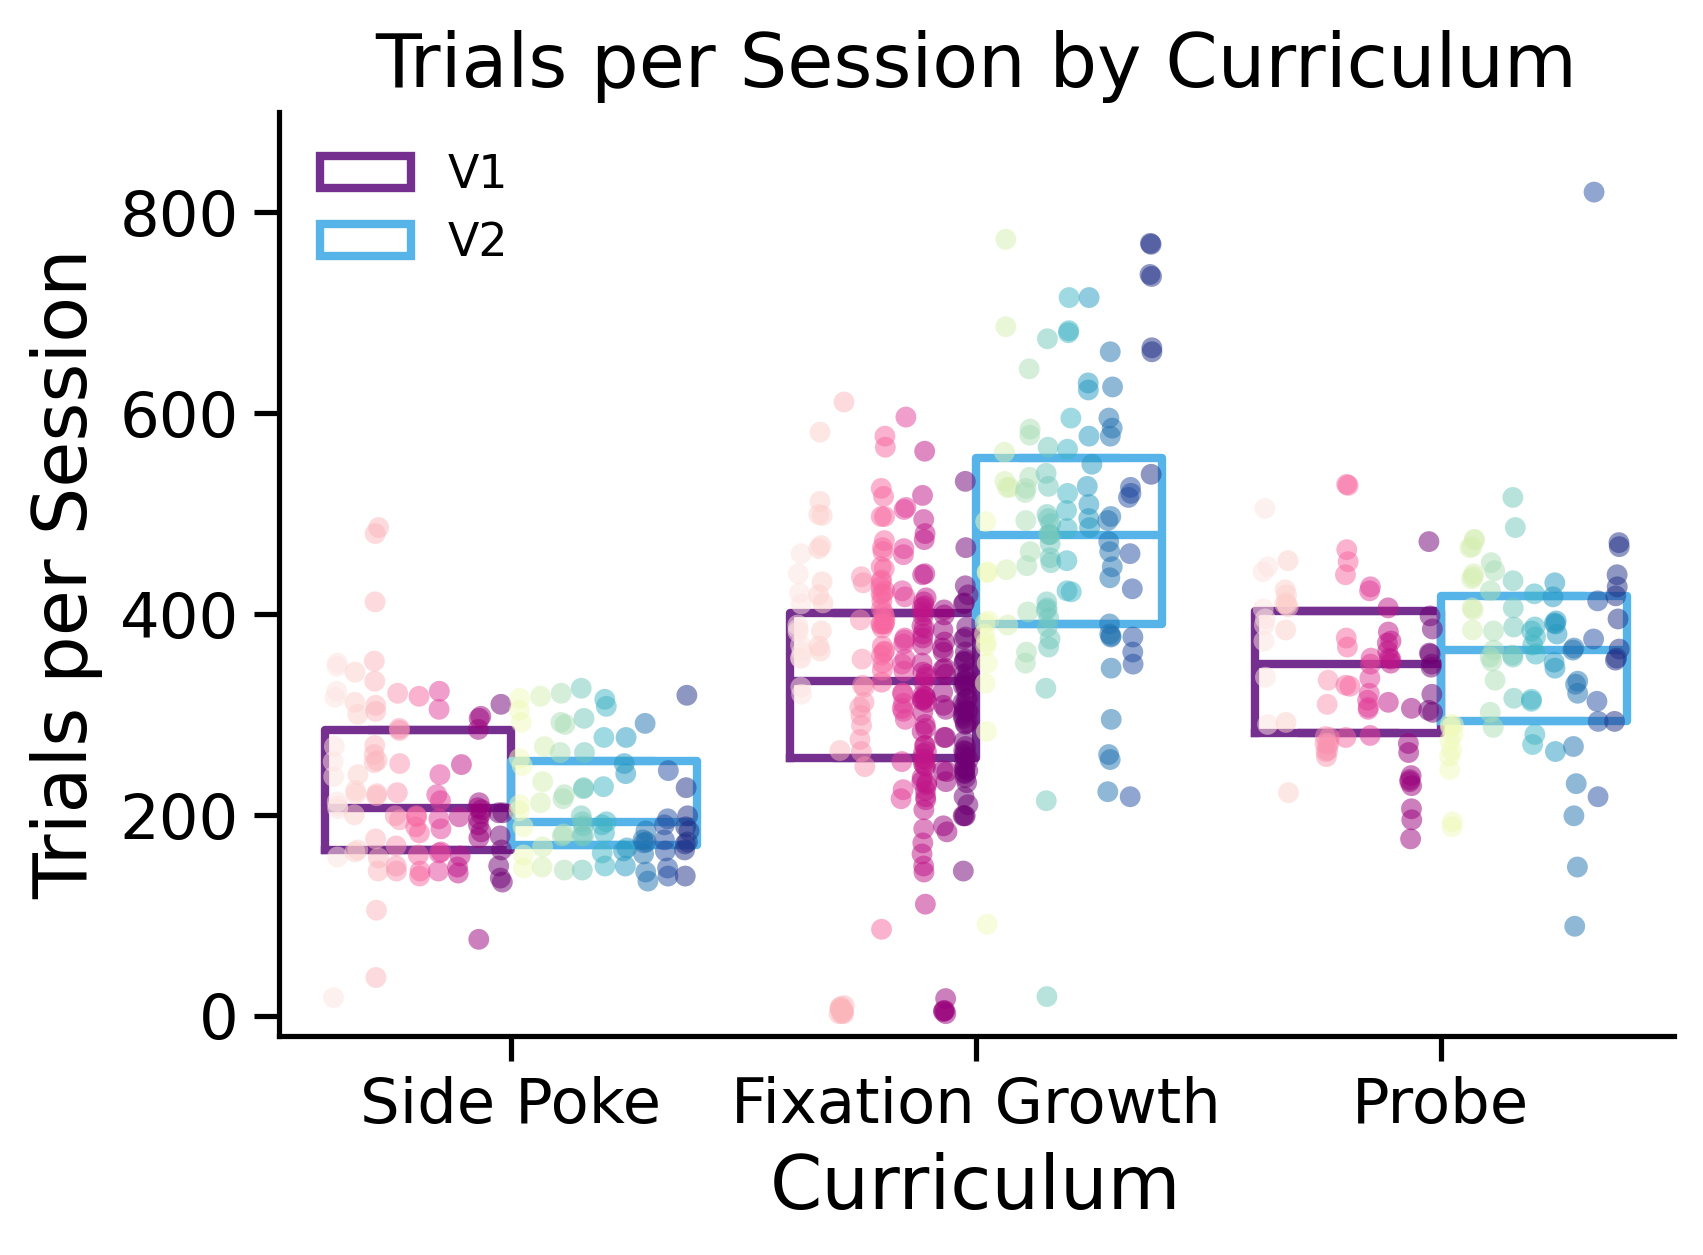 Trials per Session by Curriculum
V1
V2
Trials per Session
800
600
400
200
0
Side Poke
Fixation Growth
Probe
Curriculum